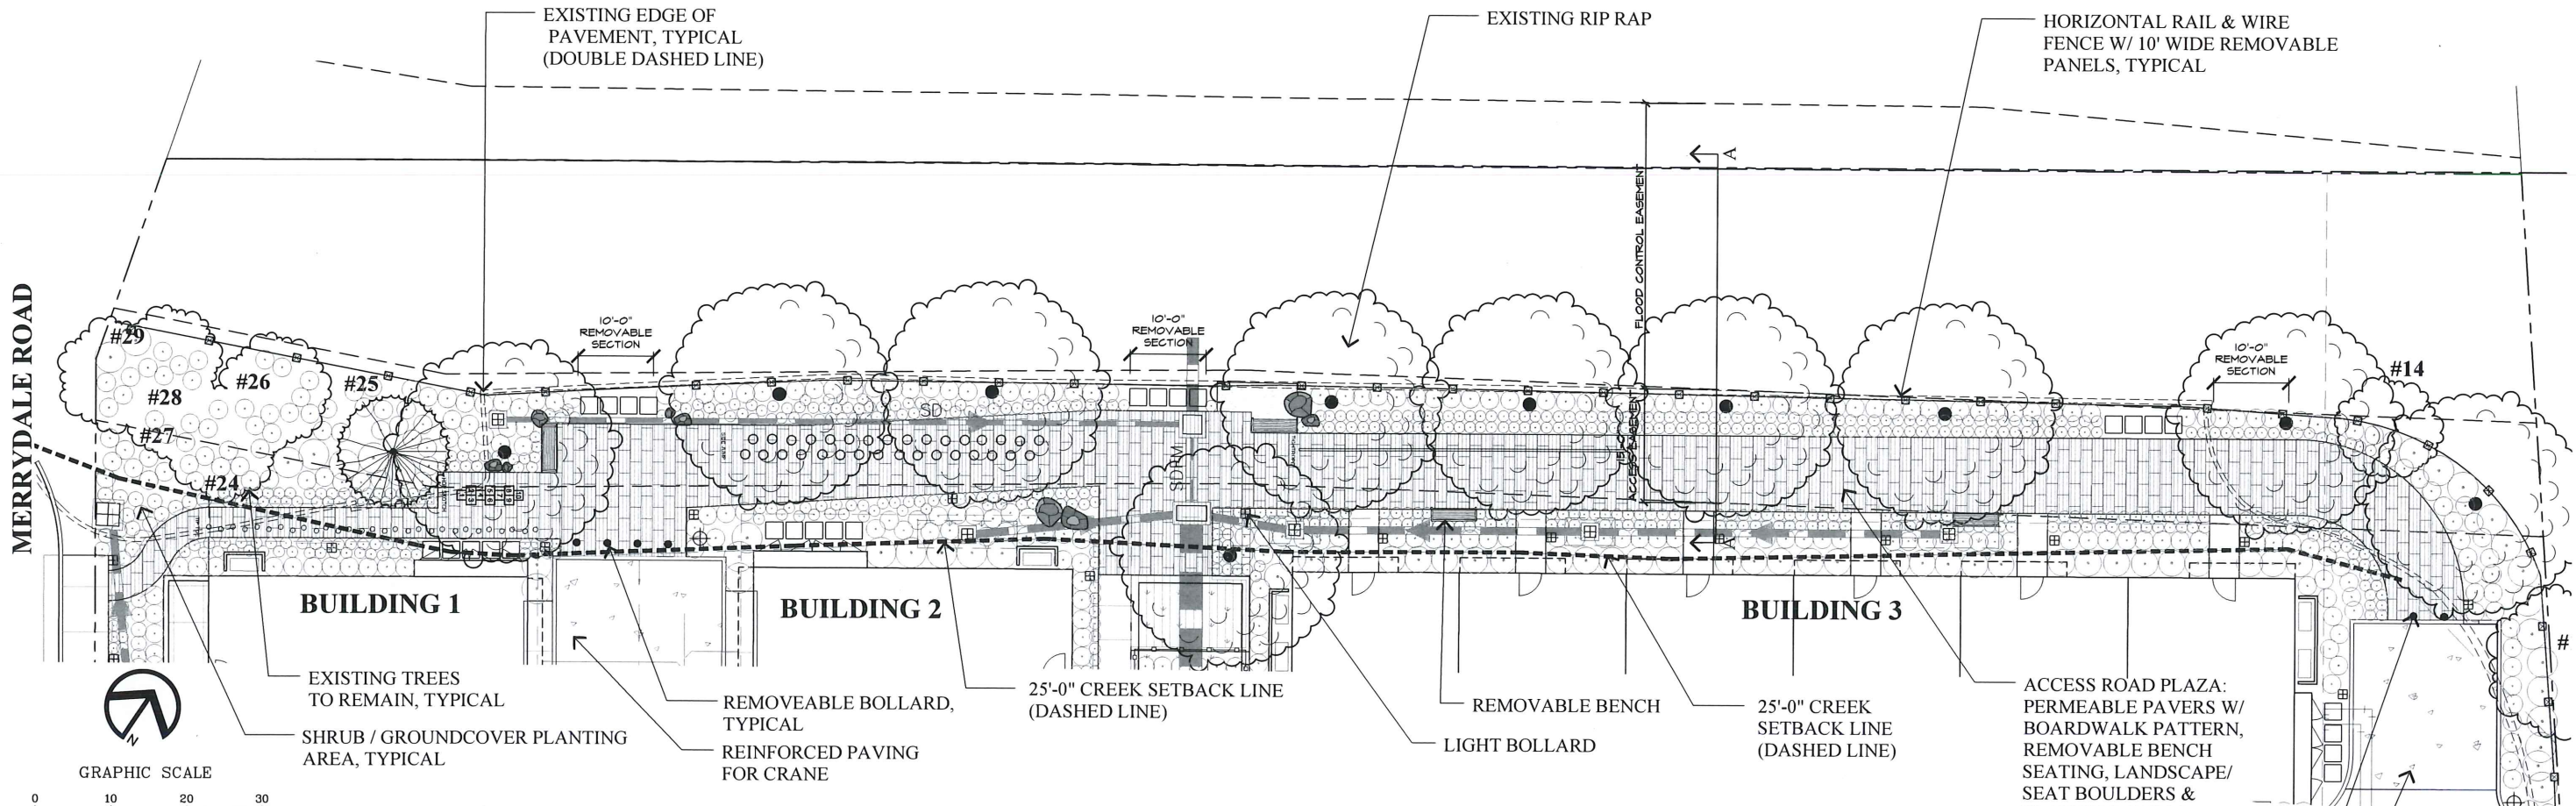 EXISTING EDGE OF
PAVEMENT, TYPICAL
(DOUBLE DASHED LINE)
EXISTING RIP RAP
HORIZONTAL RAIL & WIRE
FENCE W/ 10' WIDE REMOVABLE
PANELS, TYPICAL
A
FLOOD CONTROL EASEMENT
MERRYDALE ROAD
#29
#28
#26
#25
#27
#24
10'-0"
REMOVABLE
SECTION
10'-0"
REMOVABLE
SECTION
10'-0"
REMOVABLE
SECTION
#14
SD
SDRM
ACCESS EASEMENT
A
BUILDING 1
BUILDING 2
BUILDING 3
#
EXISTING TREES
TO REMAIN, TYPICAL
SHRUB / GROUNDCOVER PLANTING
AREA, TYPICAL
REMOVEABLE BOLLARD,
TYPICAL
REINFORCED PAVING
FOR CRANE
25'-0" CREEK SETBACK LINE
(DASHED LINE)
REMOVABLE BENCH
LIGHT BOLLARD
25'-0" CREEK
SETBACK LINE
(DASHED LINE)
ACCESS ROAD PLAZA:
PERMEABLE PAVERS W/
BOARDWALK PATTERN,
REMOVABLE BENCH
SEATING, LANDSCAPE/
SEAT BOULDERS &
N
GRAPHIC SCALE
0 10 20 30